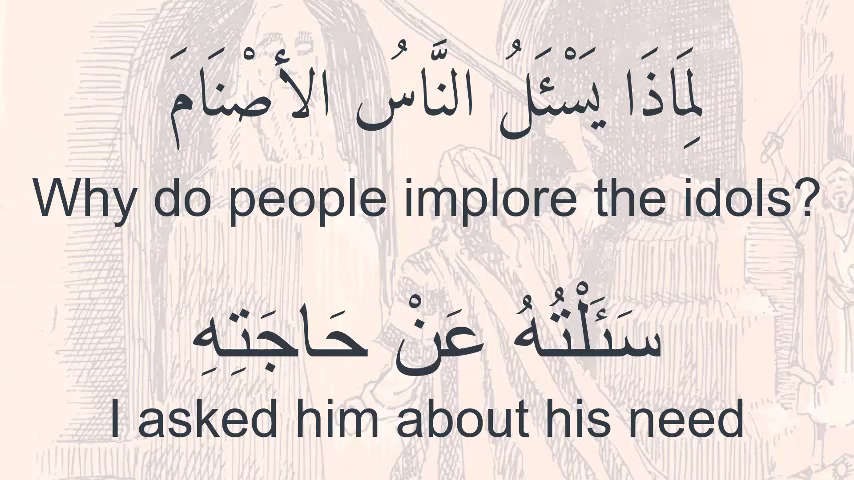 لِمَاذَا يَسْئَلُ النَّاسُ الأَصْنَامَ
Why do people implore the idols?
سَئَلْتُهُ عَنْ حَاجَتِهِ
I asked him about his need